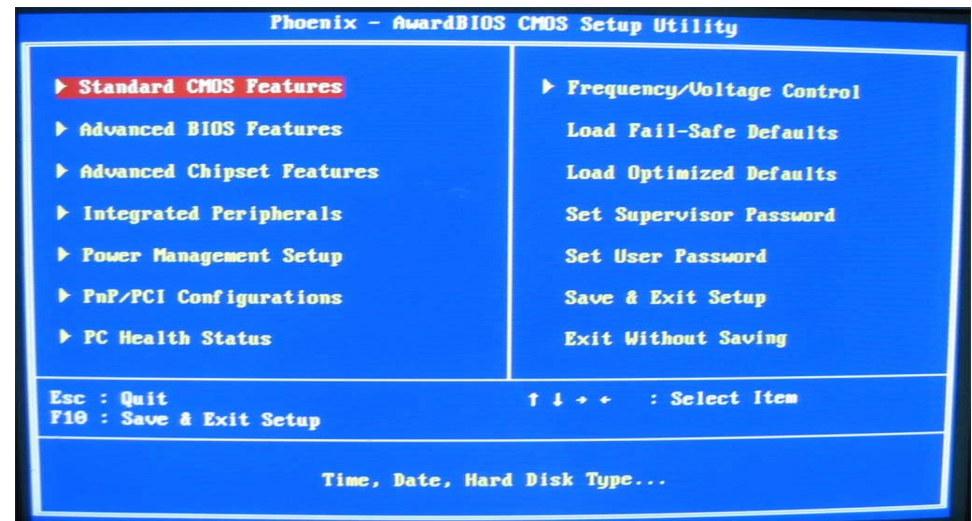 Phoenix - AwardBIOS CMOS Setup Utility
Standard CMOS Features
Advanced BIOS Features
Advanced Chipset Features
Integrated Peripherals
Power Management Setup
PnP/PCI Configurations
PC Health Status
Frequency/Voltage Control
Load Fail-Safe Defaults
Load Optimized Defaults
Set Supervisor Password
Set User Password
Save & Exit Setup
Exit Without Saving
Esc : Quit
F10 : Save & Exit Setup
↑ ↓ → ← : Select Item
Time, Date, Hard Disk Type...